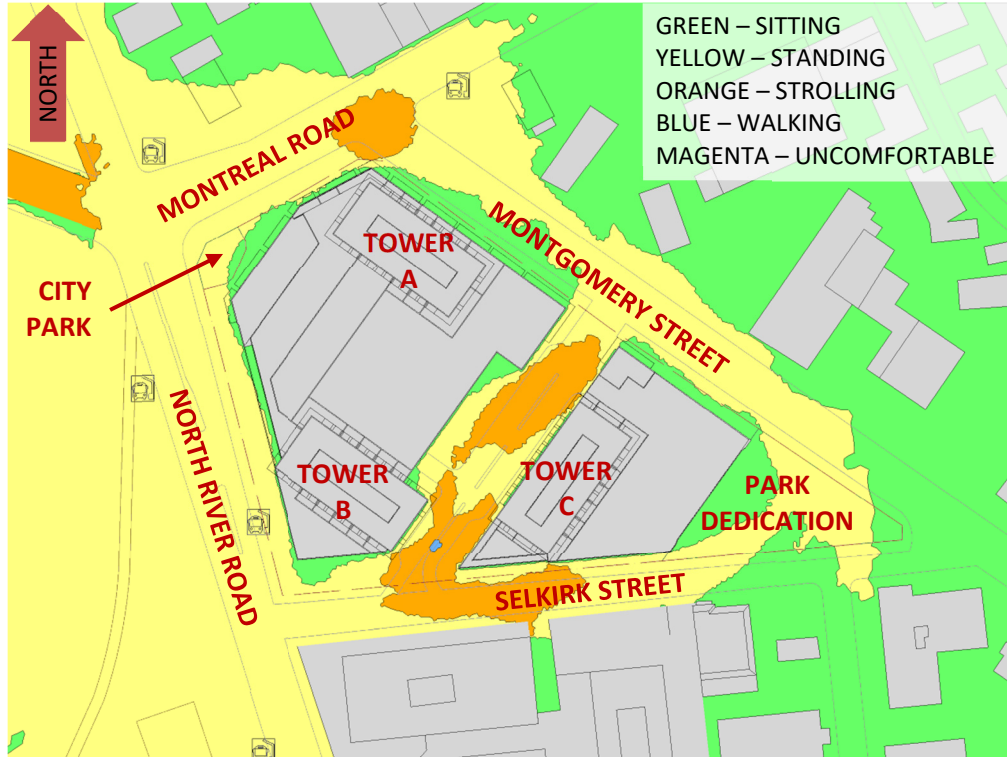 NORTH
GREEN – SITTING
YELLOW – STANDING
ORANGE – STROLLING
BLUE – WALKING
MAGENTA – UNCOMFORTABLE
MONTREAL ROAD
MONTGOMERY STREET
TOWER
A
CITY
PARK
NORTH RIVER ROAD
TOWER
B
TOWER
C
PARK
DEDICATION
SELKIRK STREET